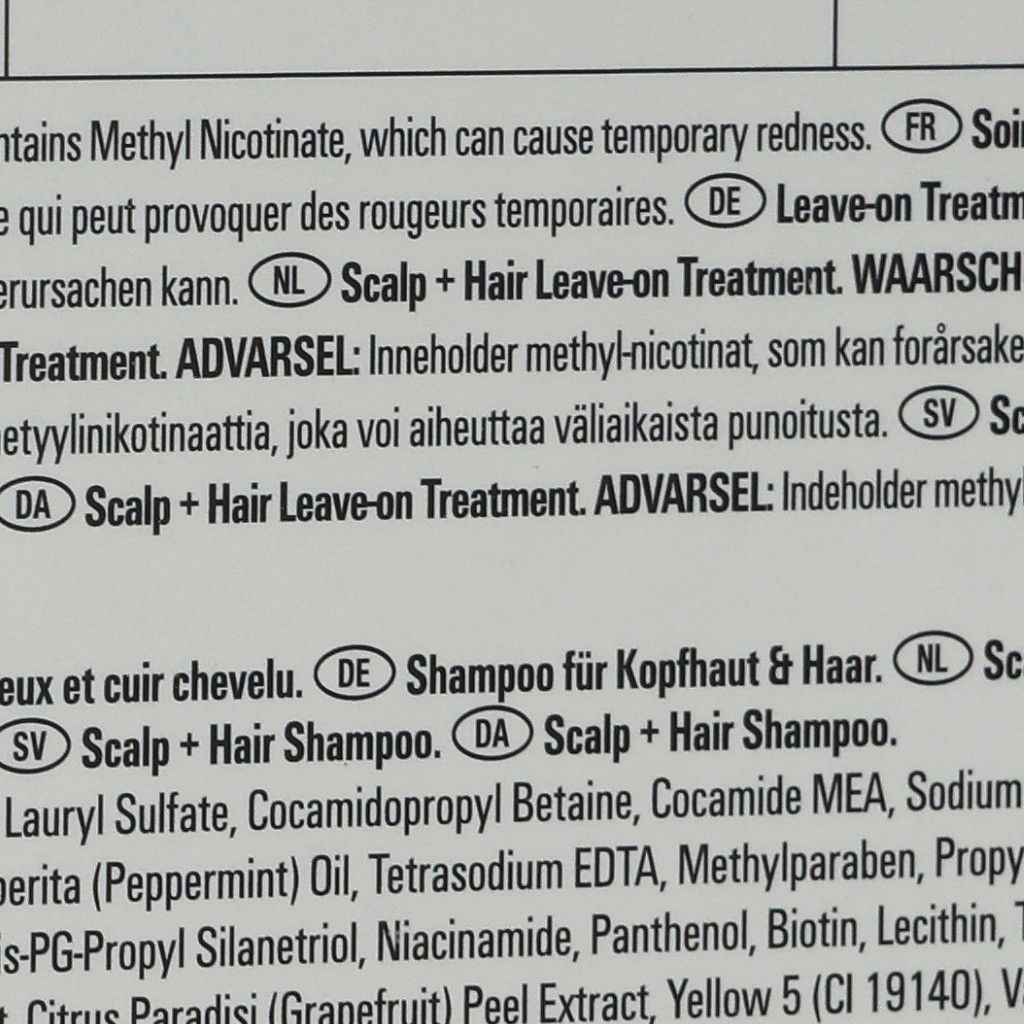 ntains Methyl Nicotinate, which can cause temporary redness. FR Soin
e qui peut provoquer des rougeurs temporaires. DE Leave-on Treatm
erursachen kann. NL Scalp + Hair Leave-on Treatment. WAARSCH
Treatment. ADVARSEL: Inneholder methyl-nicotinat, som kan forårsake
etyylinikotinaattia, joka voi aiheuttaa väliaikaista punoitusta. SV Sc
DA Scalp + Hair Leave-on Treatment. ADVARSEL: Indeholder methyl
eux et cuir chevelu. DE Shampoo für Kopfhaut & Haar. NL Sc
SV Scalp + Hair Shampoo. DA Scalp + Hair Shampoo.
Lauryl Sulfate, Cocamidopropyl Betaine, Cocamide MEA, Sodium
perita (Peppermint) Oil, Tetrasodium EDTA, Methylparaben, Propy
is-PG-Propyl Silanetriol, Niacinamide, Panthenol, Biotin, Lecithin, T
t, Citrus Paradisi (Grapefruit) Peel Extract, Yellow 5 (CI 19140), V